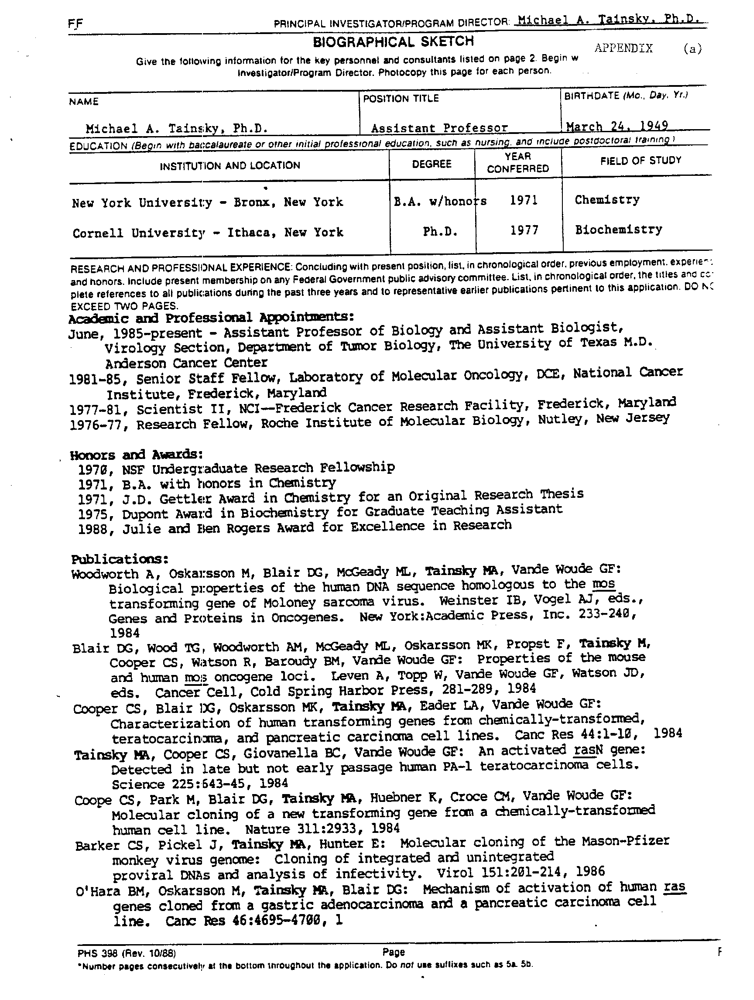 FF
PRINCIPAL INVESTIGATOR/PROGRAM DIRECTOR: Michael A. Tainsky, Ph.D.
BIOGRAPHICAL SKETCH
APPENDIX (a)
Give the following information for the key personnel and consultants listed on page 2. Begin w
Investigator/Program Director. Photocopy this page for each person.
NAME
POSITION TITLE
BIRTHDATE (Mo., Day, Yr.)
Michael A. Tainsky, Ph.D.
Assistant Professor
March 24, 1949
EDUCATION (Begin with baccalaureate or other initial professional education, such as nursing, and include postdoctoral training.)
INSTITUTION AND LOCATION
DEGREE
YEAR CONFERRED
FIELD OF STUDY
New York University - Bronx, New York
B.A. w/honors
1971
Chemistry
Cornell University - Ithaca, New York
Ph.D.
1977
Biochemistry
RESEARCH AND PROFESSIONAL EXPERIENCE: Concluding with present position, list, in chronological order, previous employment, experien
and honors. Include present membership on any Federal Government public advisory committee. List, in chronological order, the titles and co
plete references to all publications during the past three years and to representative earlier publications pertinent to this application. DO NO
EXCEED TWO PAGES.
Academic and Professional Appointments:
June, 1985-present - Assistant Professor of Biology and Assistant Biologist,
Virology Section, Department of Tumor Biology, The University of Texas M.D.
Anderson Cancer Center
1981-85, Senior Staff Fellow, Laboratory of Molecular Oncology, DCE, National Cancer
Institute, Frederick, Maryland
1977-81, Scientist II, NCI--Frederick Cancer Research Facility, Frederick, Maryland
1976-77, Research Fellow, Roche Institute of Molecular Biology, Nutley, New Jersey
Honors and Awards:
1970, NSF Undergraduate Research Fellowship
1971, B.A. with honors in Chemistry
1971, J.D. Gettler Award in Chemistry for an Original Research Thesis
1975, Dupont Award in Biochemistry for Graduate Teaching Assistant
1988, Julie and Ben Rogers Award for Excellence in Research
Publications:
Woodworth A, Oskarsson M, Blair DG, McGeady ML, Tainsky MA, Vande Woude GF:
Biological properties of the human DNA sequence homologous to the mos
transforming gene of Moloney sarcoma virus. Weinster IB, Vogel AJ, eds.,
Genes and Proteins in Oncogenes. New York:Academic Press, Inc. 233-240,
1984
Blair DG, Wood TG, Woodworth AM, McGeady ML, Oskarsson MK, Propst F, Tainsky M,
Cooper CS, Watson R, Baroudy BM, Vande Woude GF: Properties of the mouse
and human mos oncogene loci. Leven A, Topp W, Vande Woude GF, Watson JD,
eds. Cancer Cell, Cold Spring Harbor Press, 281-289, 1984
Cooper CS, Blair DG, Oskarsson MK, Tainsky MA, Eader LA, Vande Woude GF:
Characterization of human transforming genes from chemically-transformed,
teratocarcinoma, and pancreatic carcinoma cell lines. Canc Res 44:1-10, 1984
Tainsky MA, Cooper CS, Giovanella BC, Vande Woude GF: An activated rasN gene:
Detected in late but not early passage human PA-1 teratocarcinoma cells.
Science 225:643-45, 1984
Coope CS, Park M, Blair DG, Tainsky MA, Huebner K, Croce CM, Vande Woude GF:
Molecular cloning of a new transforming gene from a chemically-transformed
human cell line. Nature 311:2933, 1984
Barker CS, Pickel J, Tainsky MA, Hunter E: Molecular cloning of the Mason-Pfizer
monkey virus genome: Cloning of integrated and unintegrated
proviral DNAs and analysis of infectivity. Virol 151:201-214, 1986
O'Hara BM, Oskarsson M, Tainsky MA, Blair DG: Mechanism of activation of human ras
genes cloned from a gastric adenocarcinoma and a pancreatic carcinoma cell
line. Canc Res 46:4695-4700, 1
PHS 398 (Rev. 10/88)
Page
F
*Number pages consecutively at the bottom throughout the application. Do not use suffixes such as 5a. 5b.